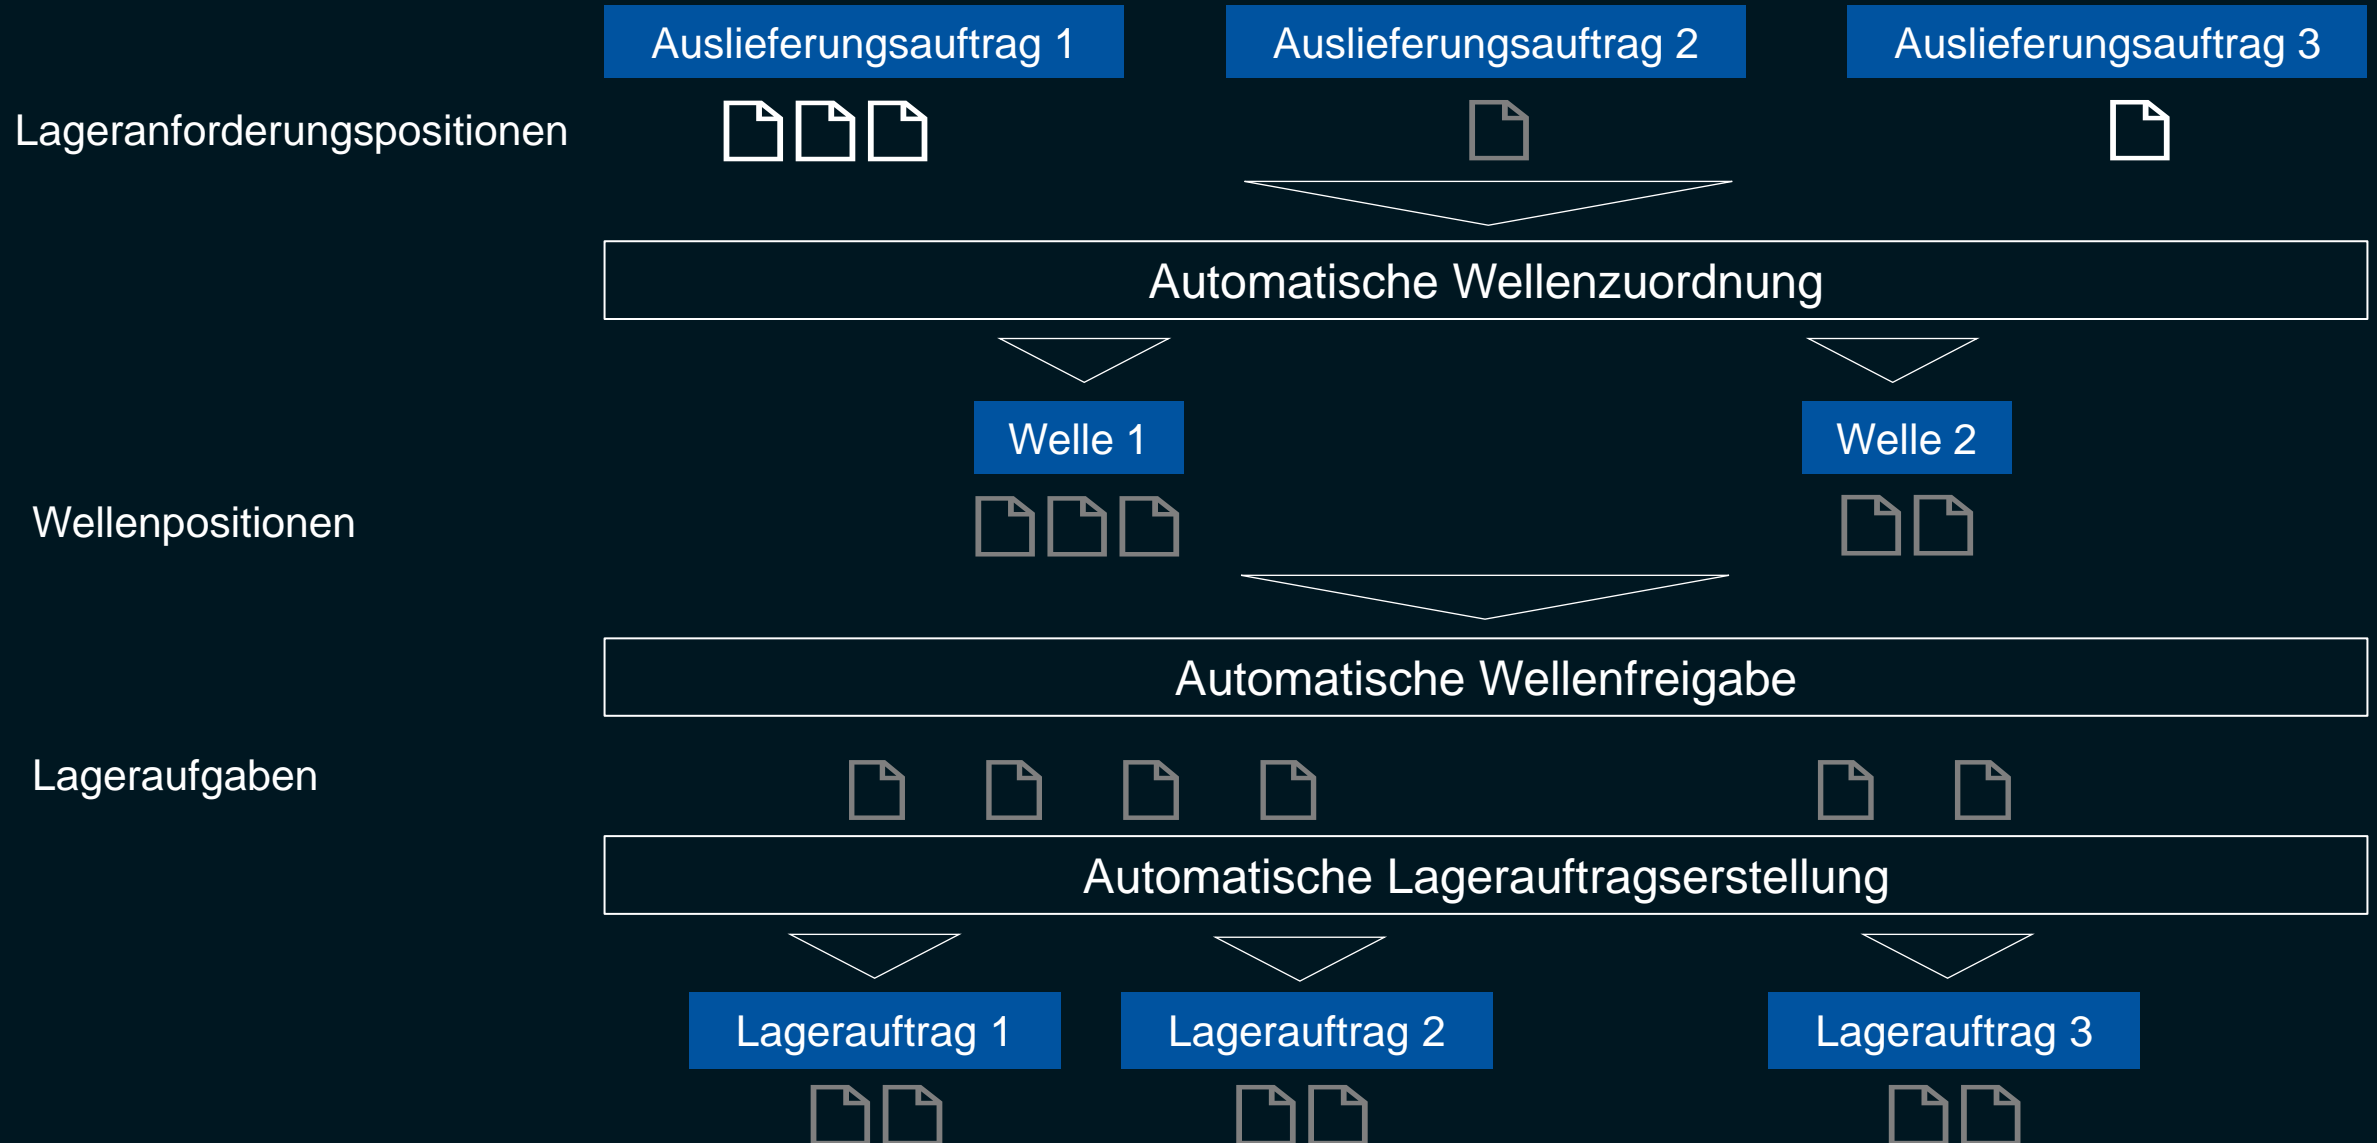 Auslieferungsauftrag 1
Auslieferungsauftrag 2
Auslieferungsauftrag 3
Lageranforderungspositionen
Automatische Wellenzuordnung
Welle 1
Welle 2
Wellenpositionen
Automatische Wellenfreigabe
Lageraufgaben
Automatische Lagerauftragserstellung
Lagerauftrag 1
Lagerauftrag 2
Lagerauftrag 3